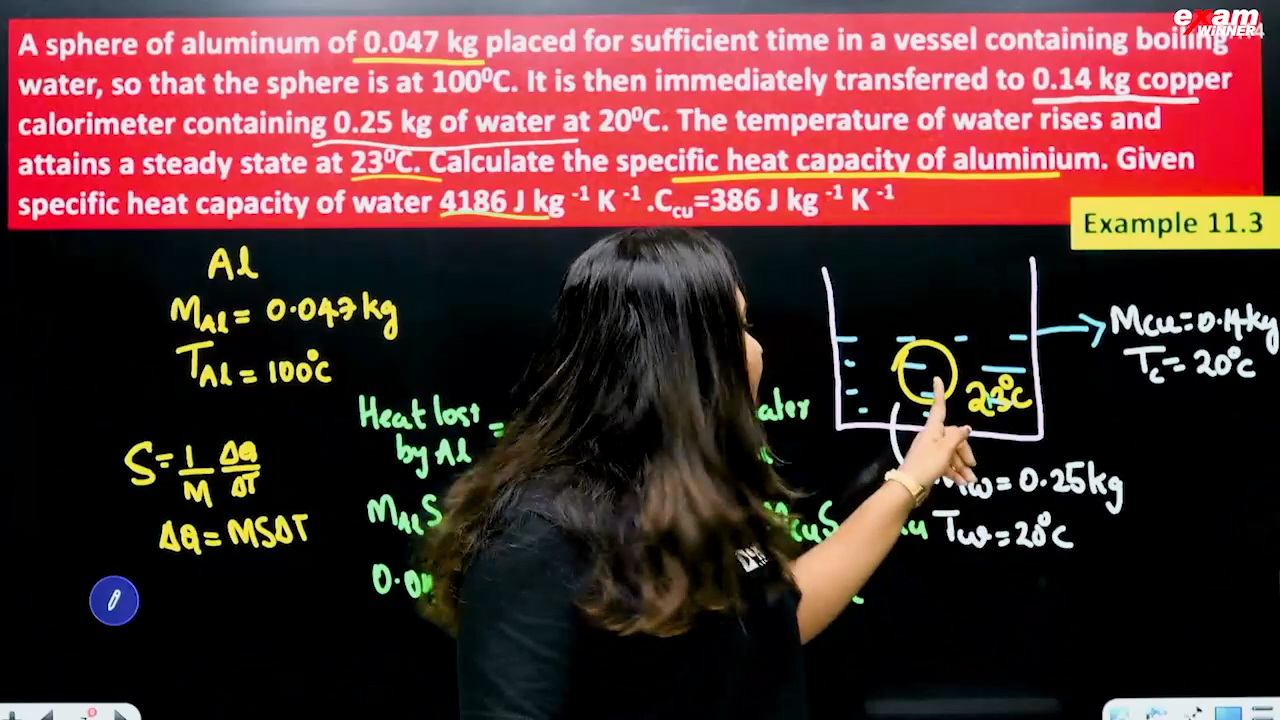 exam
WiNNER
A sphere of aluminum of 0.047 kg placed for sufficient time in a vessel containing boiling
water, so that the sphere is at 100⁰C. It is then immediately transferred to 0.14 kg copper
calorimeter containing 0.25 kg of water at 20⁰C. The temperature of water rises and
attains a steady state at 23⁰C. Calculate the specific heat capacity of aluminium. Given
specific heat capacity of water 4186 J kg ⁻¹ K ⁻¹ .Ccu=386 J kg ⁻¹ K ⁻¹
Example 11.3
Al
MAl = 0.047 kg
TAl = 100°C
S = 1/M ΔQ/ΔT
ΔQ = MSΔT
Heat lost =
by Al
MAl S
23°C
MCu = 0.14kg
Tc = 20°C
Mw = 0.25kg
Tw = 20°C